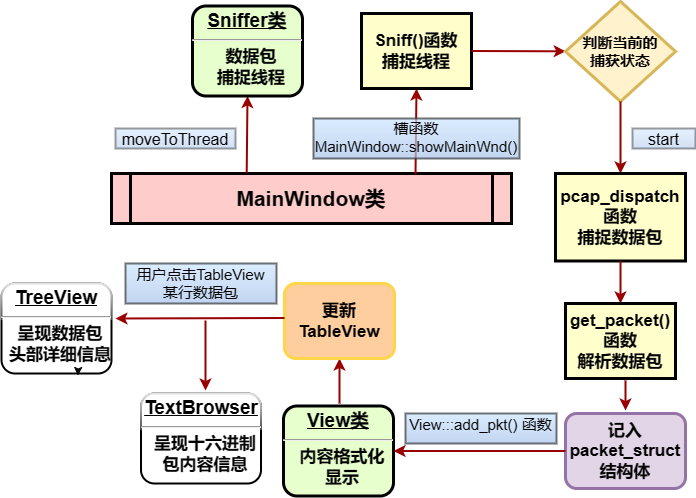 Sniffer类
数据包
捕捉线程
Sniff()函数
捕捉线程
判断当前的
捕获状态
moveToThread
槽函数
MainWindow::showMainWnd()
start
MainWindow类
pcap_dispatch
函数
捕捉数据包
用户点击TableView
某行数据包
TreeView
呈现数据包
头部详细信息
更新
TableView
get_packet()
函数
解析数据包
TextBrowser
呈现十六进制
包内容信息
View类
内容格式化
显示
View:::add_pkt() 函数
记入
packet_struct
结构体